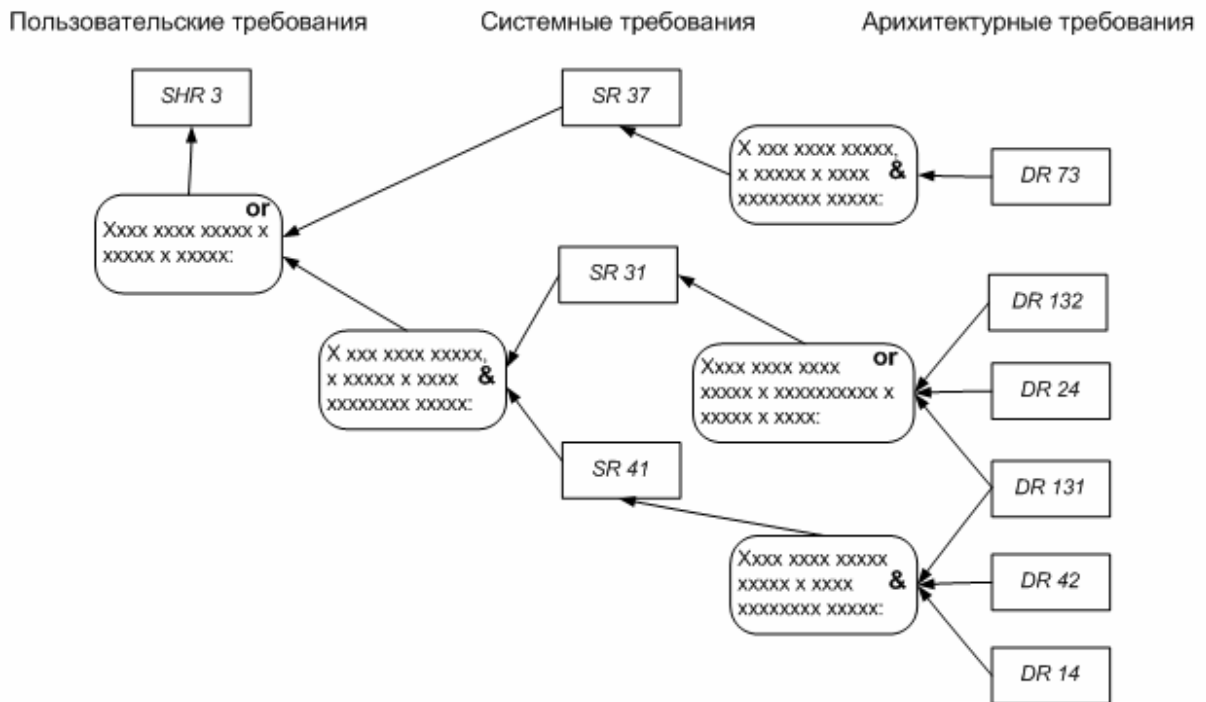 Пользовательские требования
Системные требования
Арихитектурные требования
SHR 3
SR 37
X xxx xxxx xxxxx,
x xxxxx x xxxx &
xxxxxxxx xxxxx:
DR 73
or
Xxxx xxxx xxxxx x
xxxxx x xxxxx:
SR 31
DR 132
X xxx xxxx xxxxx,
x xxxxx x xxxx &
xxxxxxxx xxxxx:
or
Xxxx xxxx xxxx
xxxxx x xxxxxxxxxx x
xxxxx x xxxx:
DR 24
SR 41
DR 131
Xxxx xxxx xxxxx
xxxxx x xxxx &
xxxxxxxx xxxxx:
DR 42
DR 14